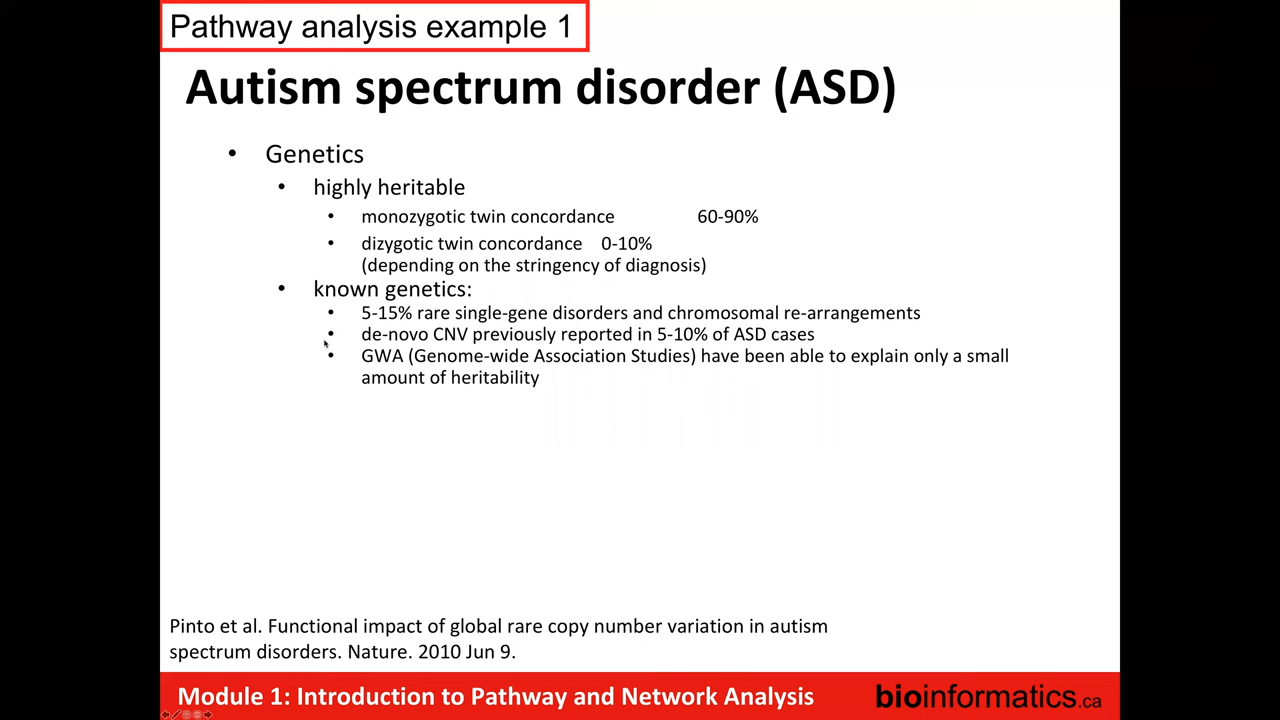 Pathway analysis example 1
Autism spectrum disorder (ASD)
• Genetics
• highly heritable
• monozygotic twin concordance 60-90%
• dizygotic twin concordance 0-10%
(depending on the stringency of diagnosis)
• known genetics:
• 5-15% rare single-gene disorders and chromosomal re-arrangements
• de-novo CNV previously reported in 5-10% of ASD cases
• GWA (Genome-wide Association Studies) have been able to explain only a small
amount of heritability
Pinto et al. Functional impact of global rare copy number variation in autism
spectrum disorders. Nature. 2010 Jun 9.
Module 1: Introduction to Pathway and Network Analysis
bioinformatics.ca